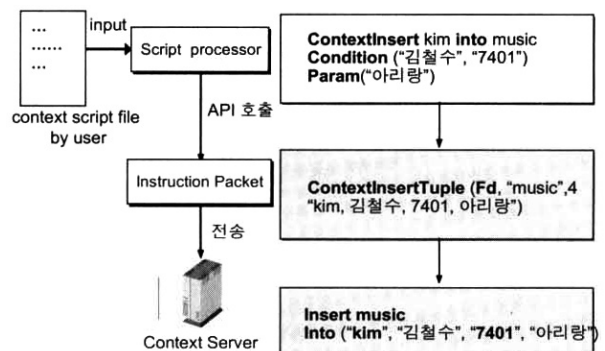 ...
......
...
input
Script processor
context script file
by user
API 호출
Instruction Packet
전송
Context Server
ContextInsert kim into music
Condition ("김철수", "7401")
Param("아리랑")
ContextInsertTuple (Fd, "music",4
"kim, 김철수, 7401, 아리랑")
Insert music
Into ("kim", "김철수", "7401", "아리랑")